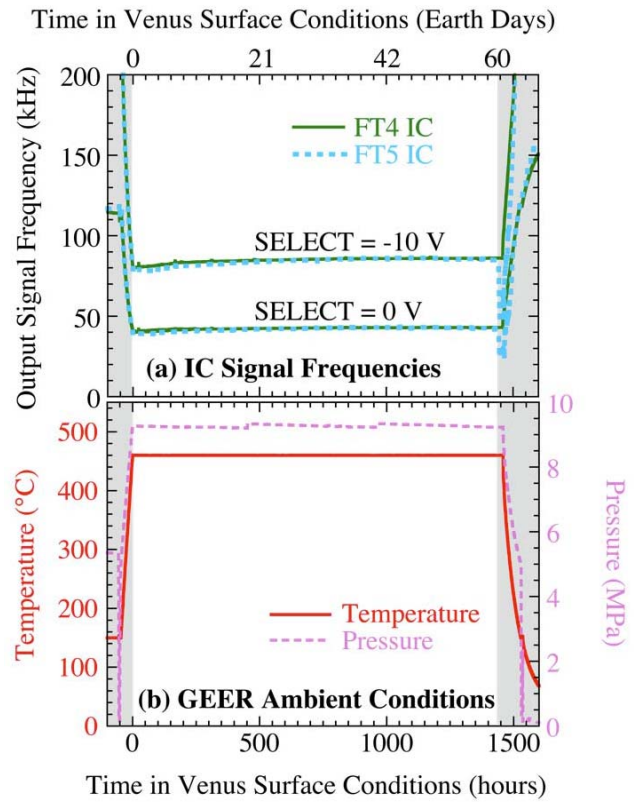 Time in Venus Surface Conditions (Earth Days)
0 21 42 60
200
150
100
50
0
Output Signal Frequency (kHz)
FT4 IC
FT5 IC
SELECT = -10 V
SELECT = 0 V
(a) IC Signal Frequencies
500
400
300
200
100
0
Temperature (°C)
10
8
6
4
2
0
Pressure (MPa)
Temperature
Pressure
(b) GEER Ambient Conditions
0 500 1000 1500
Time in Venus Surface Conditions (hours)